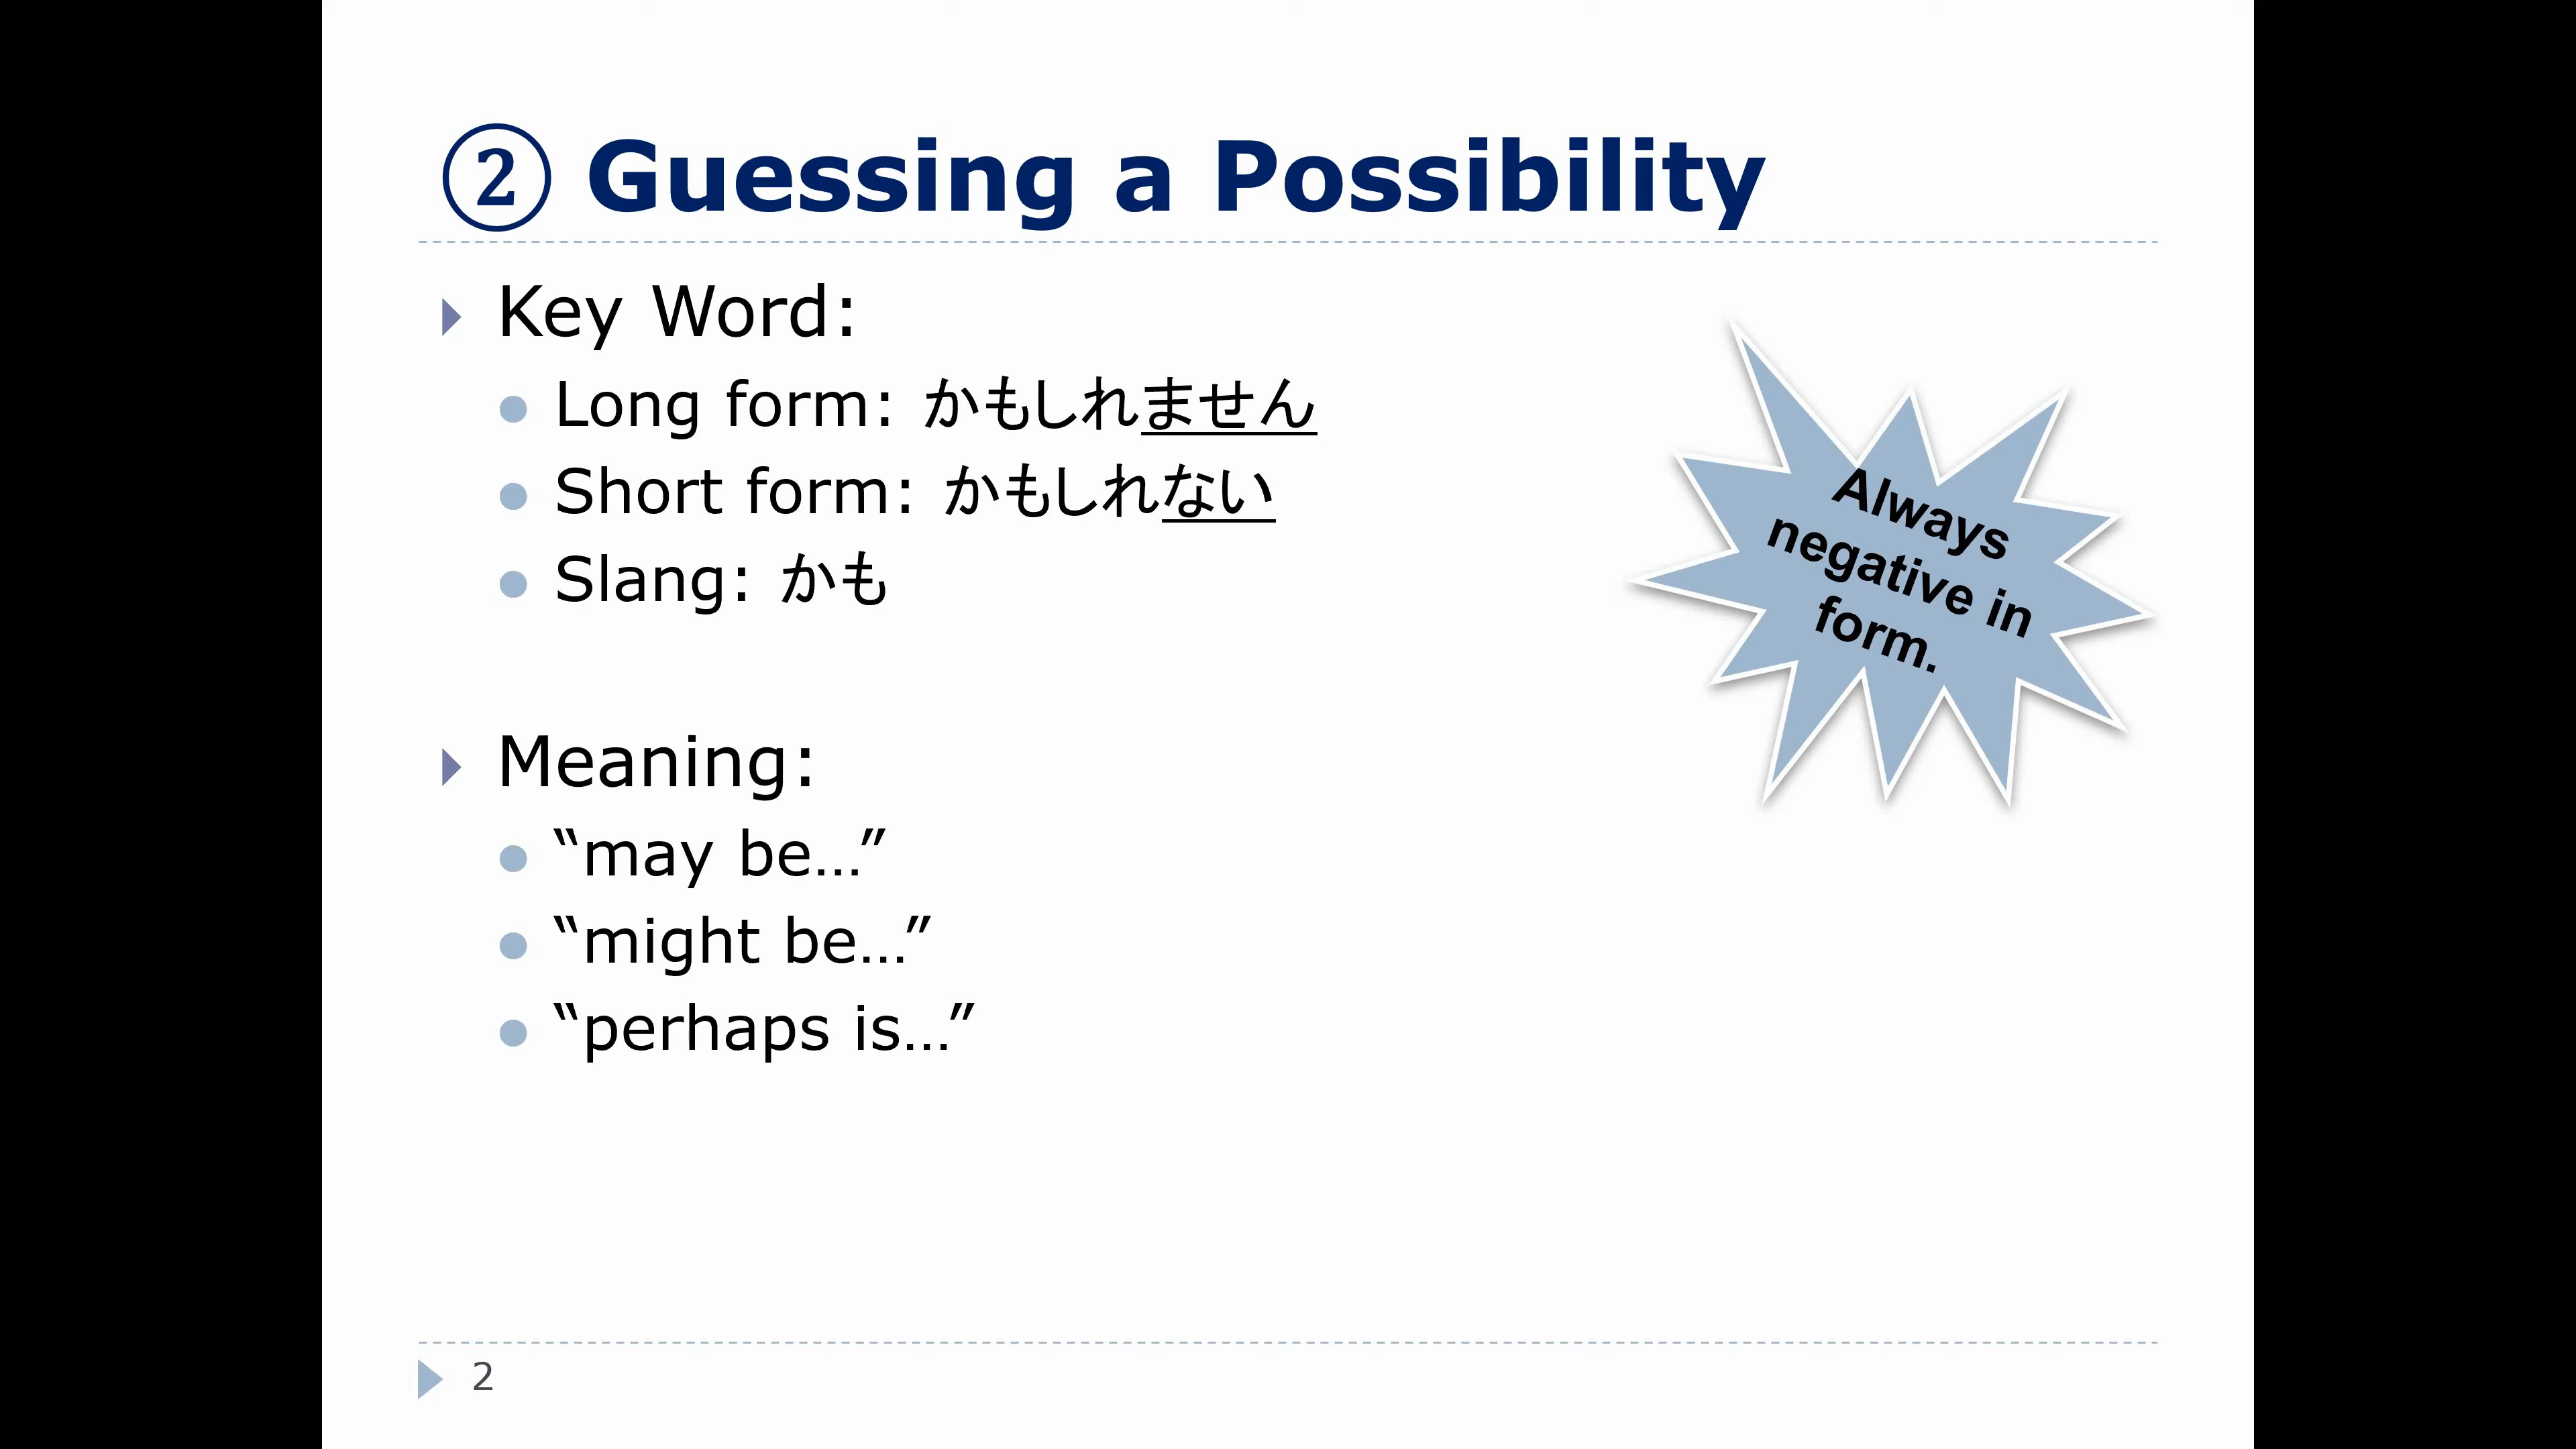 ② Guessing a Possibility
Key Word:
Long form: かもしれません
Short form: かもしれない
Slang: かも
Always
negative in
form.
Meaning:
“may be…”
“might be…”
“perhaps is…”
2